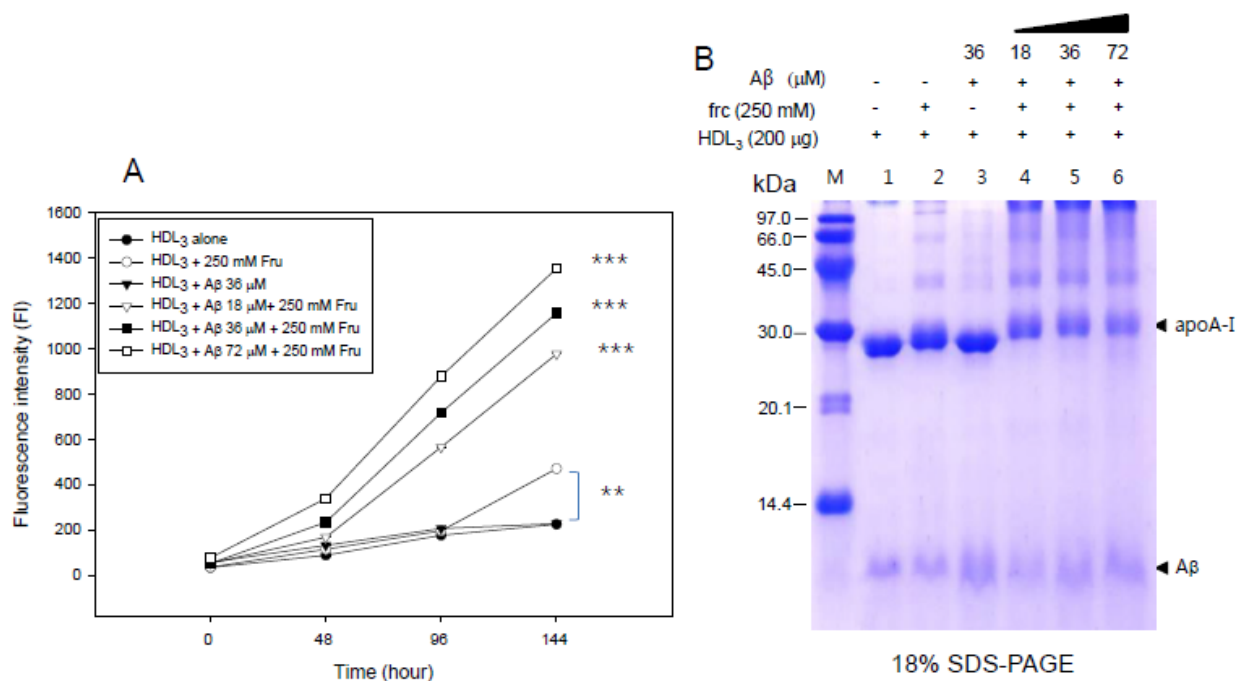 A
Fluorescence intensity (FI)
1600
1400
1200
1000
800
600
400
200
0
HDL3 alone
HDL3 + 250 mM Fru
HDL3 + Aβ 36 μM
HDL3 + Aβ 18 μM+ 250 mM Fru
HDL3 + Aβ 36 μM + 250 mM Fru
HDL3 + Aβ 72 μM + 250 mM Fru
***
***
***
**
0 48 96 144
Time (hour)
B
36 18 36 72
Aβ (μM) - - + + + +
frc (250 mM) - + - + + +
HDL3 (200 μg) + + + + + +
kDa M 1 2 3 4 5 6
97.0
66.0
45.0
30.0
apoA-I
20.1
14.4
Aβ
18% SDS-PAGE